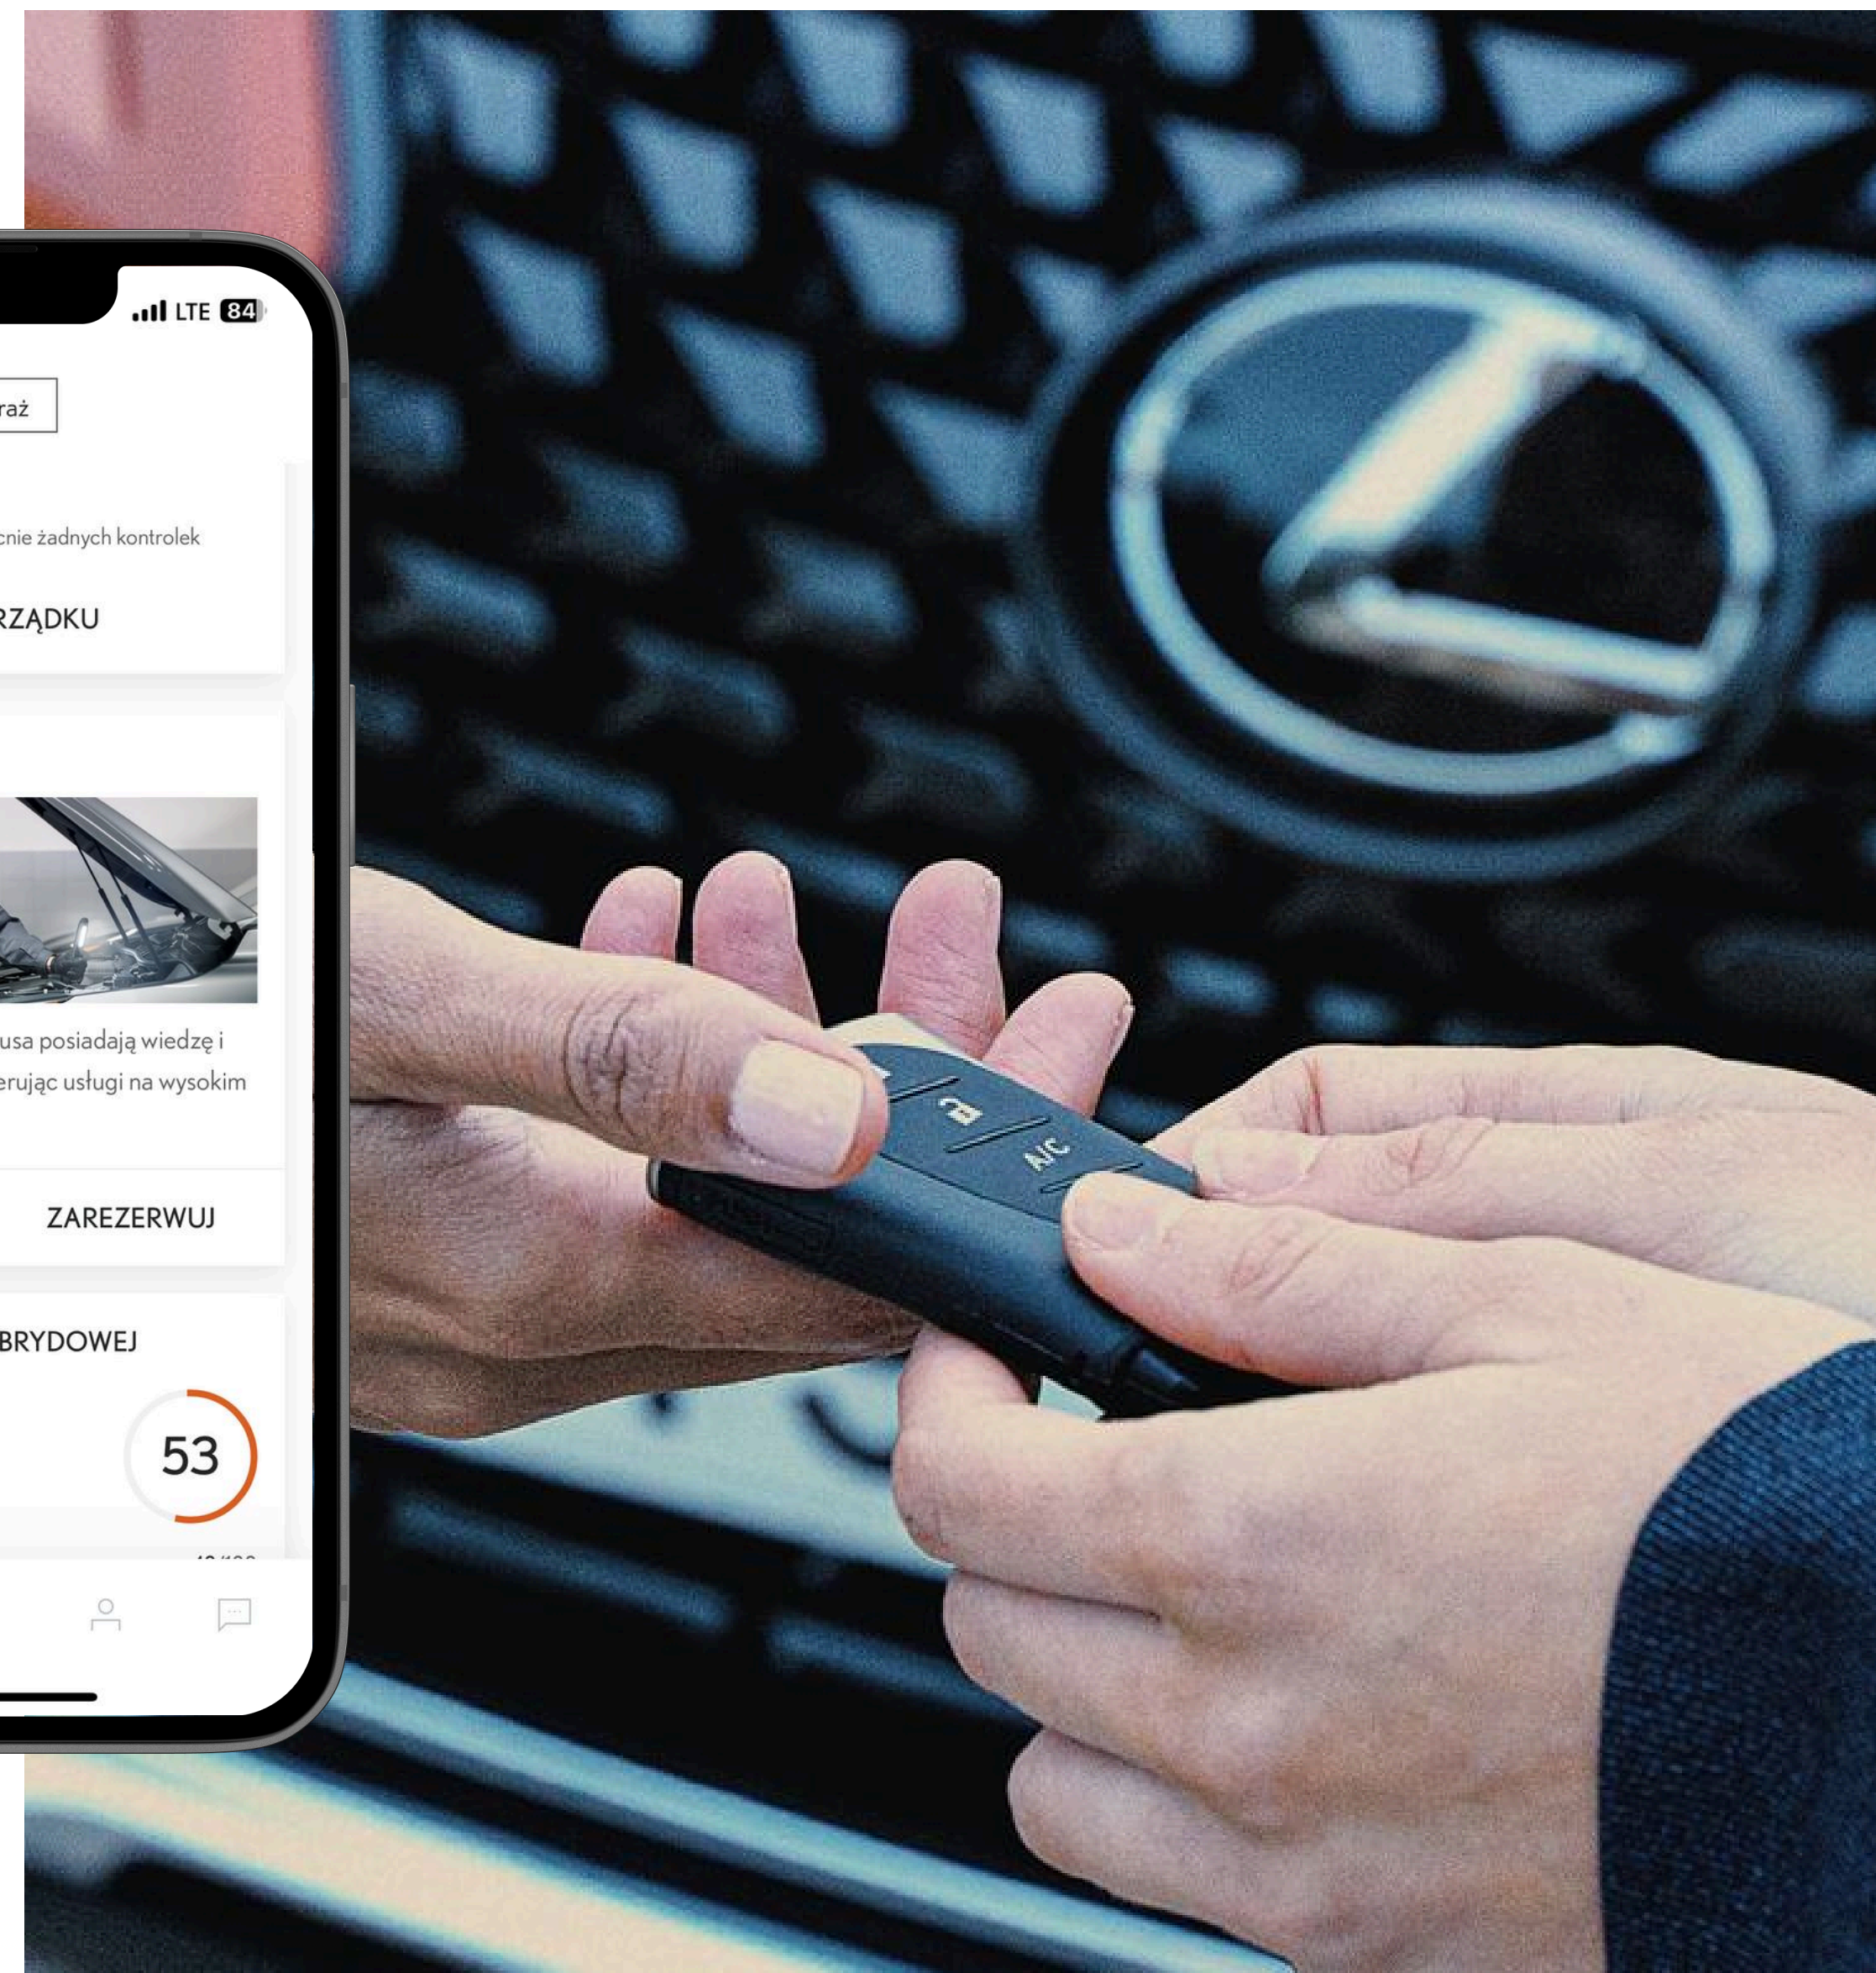 LTE 84
raż
cnie żadnych kontrolek
RZĄDKU
usa posiadają wiedzę i
erując usługi na wysokim
ZAREZERWUJ
BRYDOWEJ
53
A/C